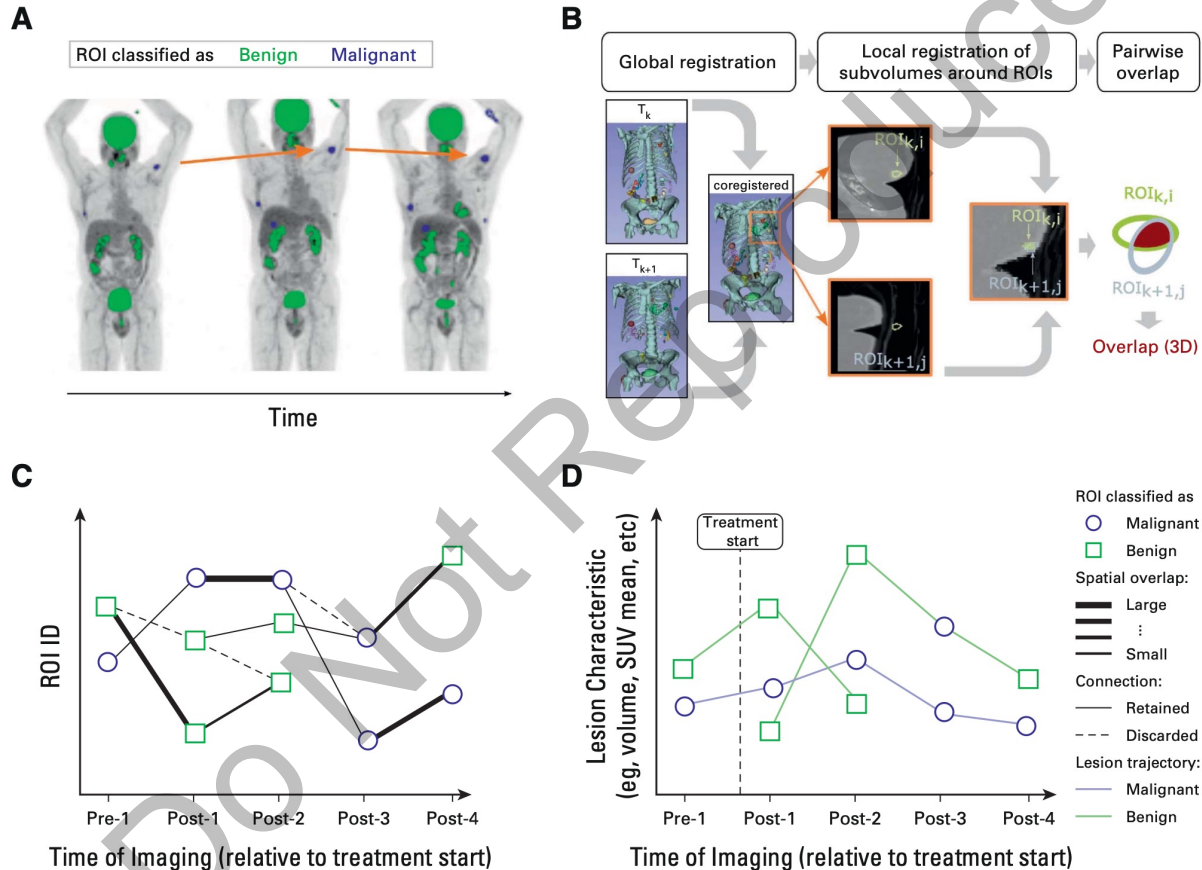 A
ROI classified as Benign Malignant
Time
B
Global registration
Local registration of
subvolumes around ROIs
Pairwise
overlap
Tk
Tk+1
coregistered
ROIk,i
ROIk+1,j
ROIk,i
ROIk+1,j
ROIk,i
ROIk+1,j
Overlap (3D)
C
ROI ID
Pre-1 Post-1 Post-2 Post-3 Post-4
Time of Imaging (relative to treatment start)
D
Lesion Characteristic
(eg, volume, SUV mean, etc)
Treatment
start
Pre-1 Post-1 Post-2 Post-3 Post-4
Time of Imaging (relative to treatment start)
ROI classified as
Malignant
Benign
Spatial overlap:
Large
⋮
Small
Connection:
Retained
Discarded
Lesion trajectory:
Malignant
Benign
Do Not Reproduce